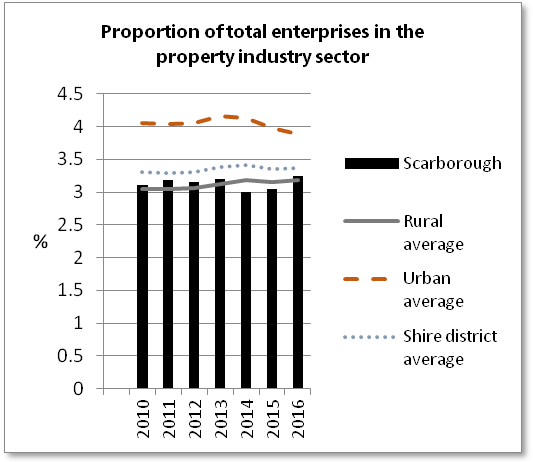 Proportion of total enterprises in the
property industry sector
4.5
4
3.5
3
2.5
2
1.5
1
0.5
0
%
2010
2011
2012
2013
2014
2015
2016
Scarborough
Rural
average
Urban
average
Shire district
average